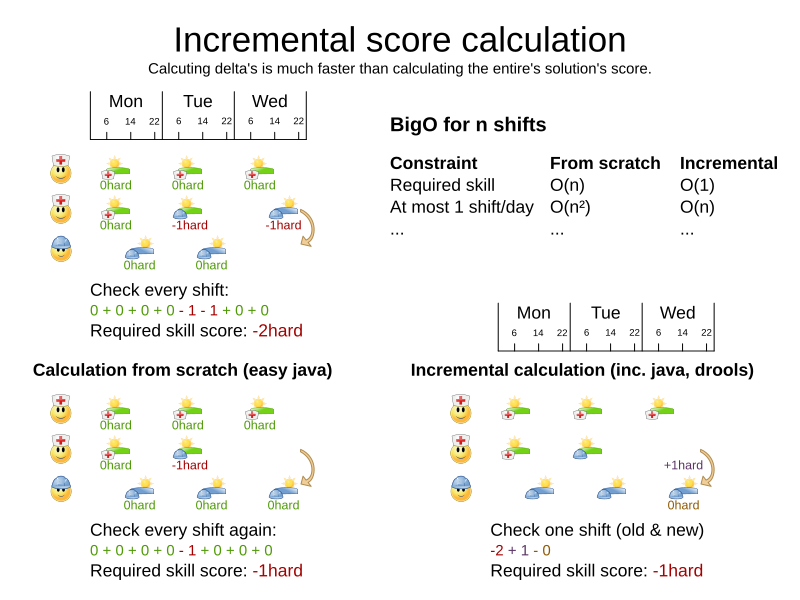 Incremental score calculation
Calcuting delta's is much faster than calculating the entire's solution's score.
Mon Tue Wed
6 14 22 6 14 22 6 14 22
0hard 0hard 0hard
0hard -1hard -1hard
0hard 0hard
Check every shift:
0 + 0 + 0 + 0 - 1 - 1 + 0 + 0
Required skill score: -2hard
BigO for n shifts
Constraint From scratch Incremental
Required skill O(n) O(1)
At most 1 shift/day O(n²) O(n)
... ... ...
Calculation from scratch (easy java)
0hard 0hard 0hard
0hard -1hard
0hard 0hard 0hard
Check every shift again:
0 + 0 + 0 + 0 - 1 + 0 + 0 + 0
Required skill score: -1hard
Mon Tue Wed
6 14 22 6 14 22 6 14 22
Incremental calculation (inc. java, drools)
+1hard
0hard
Check one shift (old & new)
-2 + 1 - 0
Required skill score: -1hard